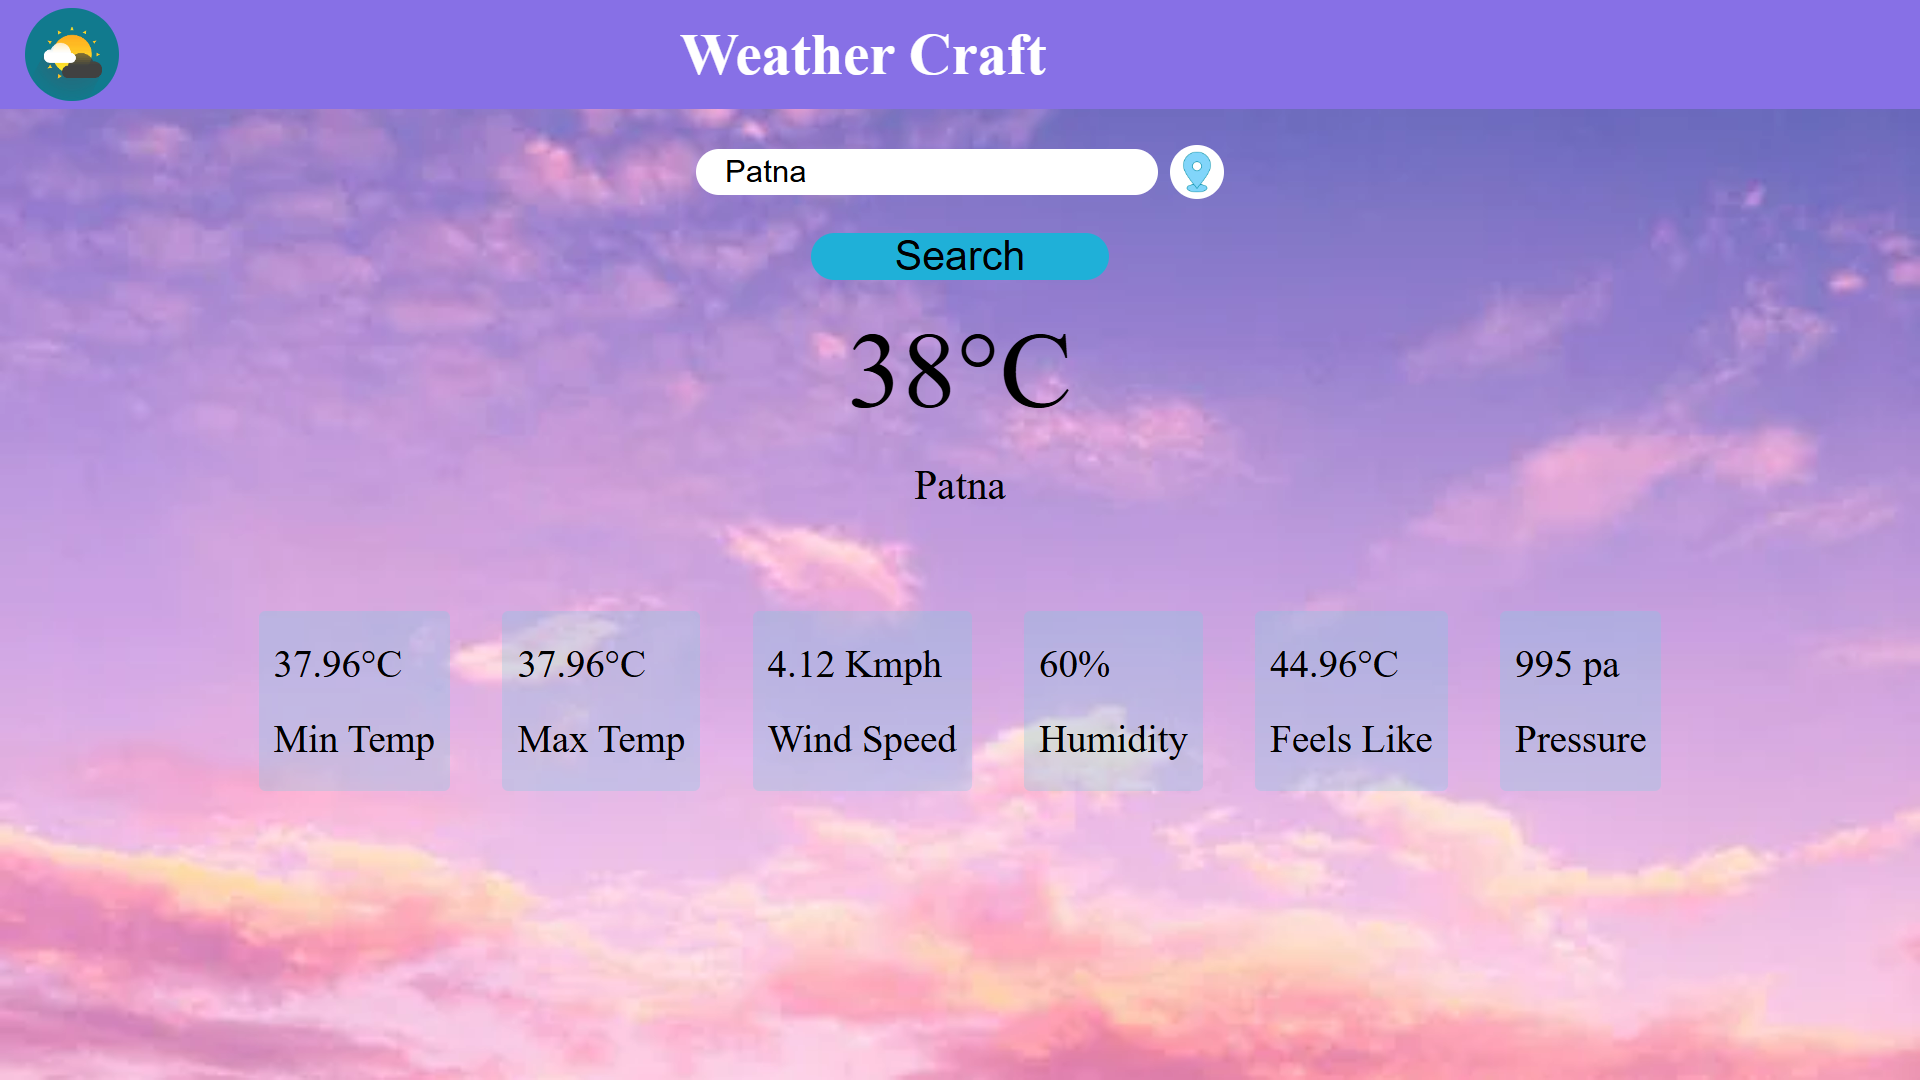 Weather Craft
Patna
Search
38°C
Patna
37.96°C
Min Temp
37.96°C
Max Temp
4.12 Kmph
Wind Speed
60%
Humidity
44.96°C
Feels Like
995 pa
Pressure